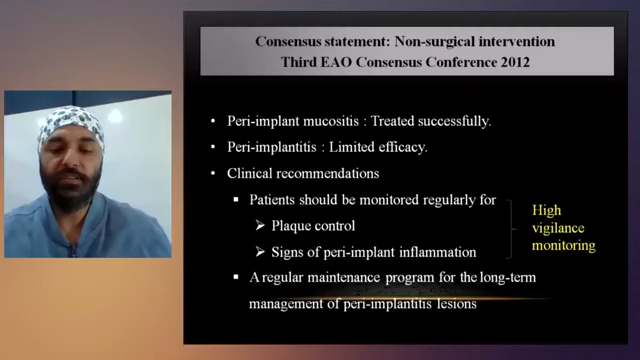 Consensus statement: Non-surgical intervention
Third EAO Consensus Conference 2012
• Peri-implant mucositis : Treated successfully.
• Peri-implantitis : Limited efficacy.
• Clinical recommendations
▪ Patients should be monitored regularly for
➢ Plaque control
➢ Signs of peri-implant inflammation
High
vigilance
monitoring
▪ A regular maintenance program for the long-term
management of peri-implantitis lesions